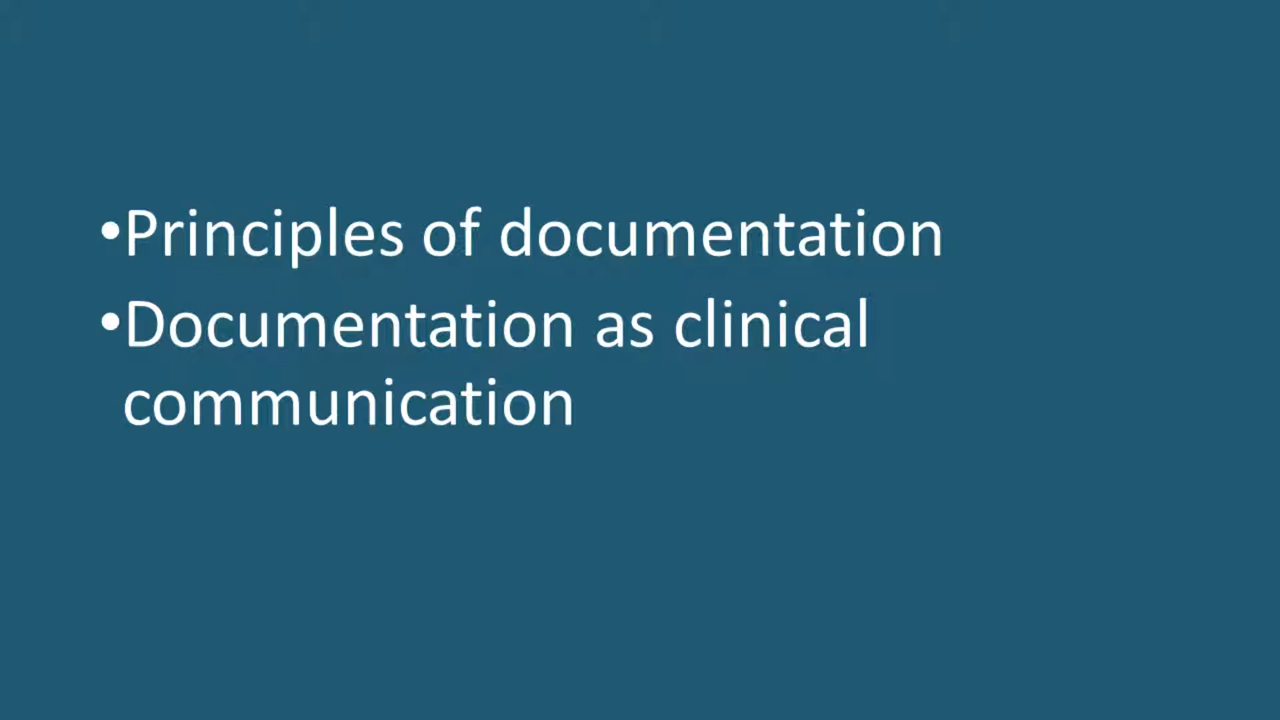 •Principles of documentation
•Documentation as clinical
communication